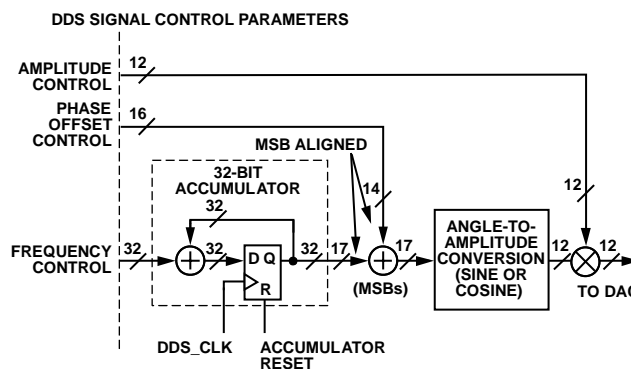 DDS SIGNAL CONTROL PARAMETERS
AMPLITUDE
CONTROL
12
PHASE
OFFSET
CONTROL
16
MSB ALIGNED
32-BIT
ACCUMULATOR
14
12
32
FREQUENCY
CONTROL
32
32
D Q
R
32
17
17
(MSBs)
ANGLE-TO-
AMPLITUDE
CONVERSION
(SINE OR
COSINE)
12
12
TO DAC
DDS_CLK
ACCUMULATOR
RESET